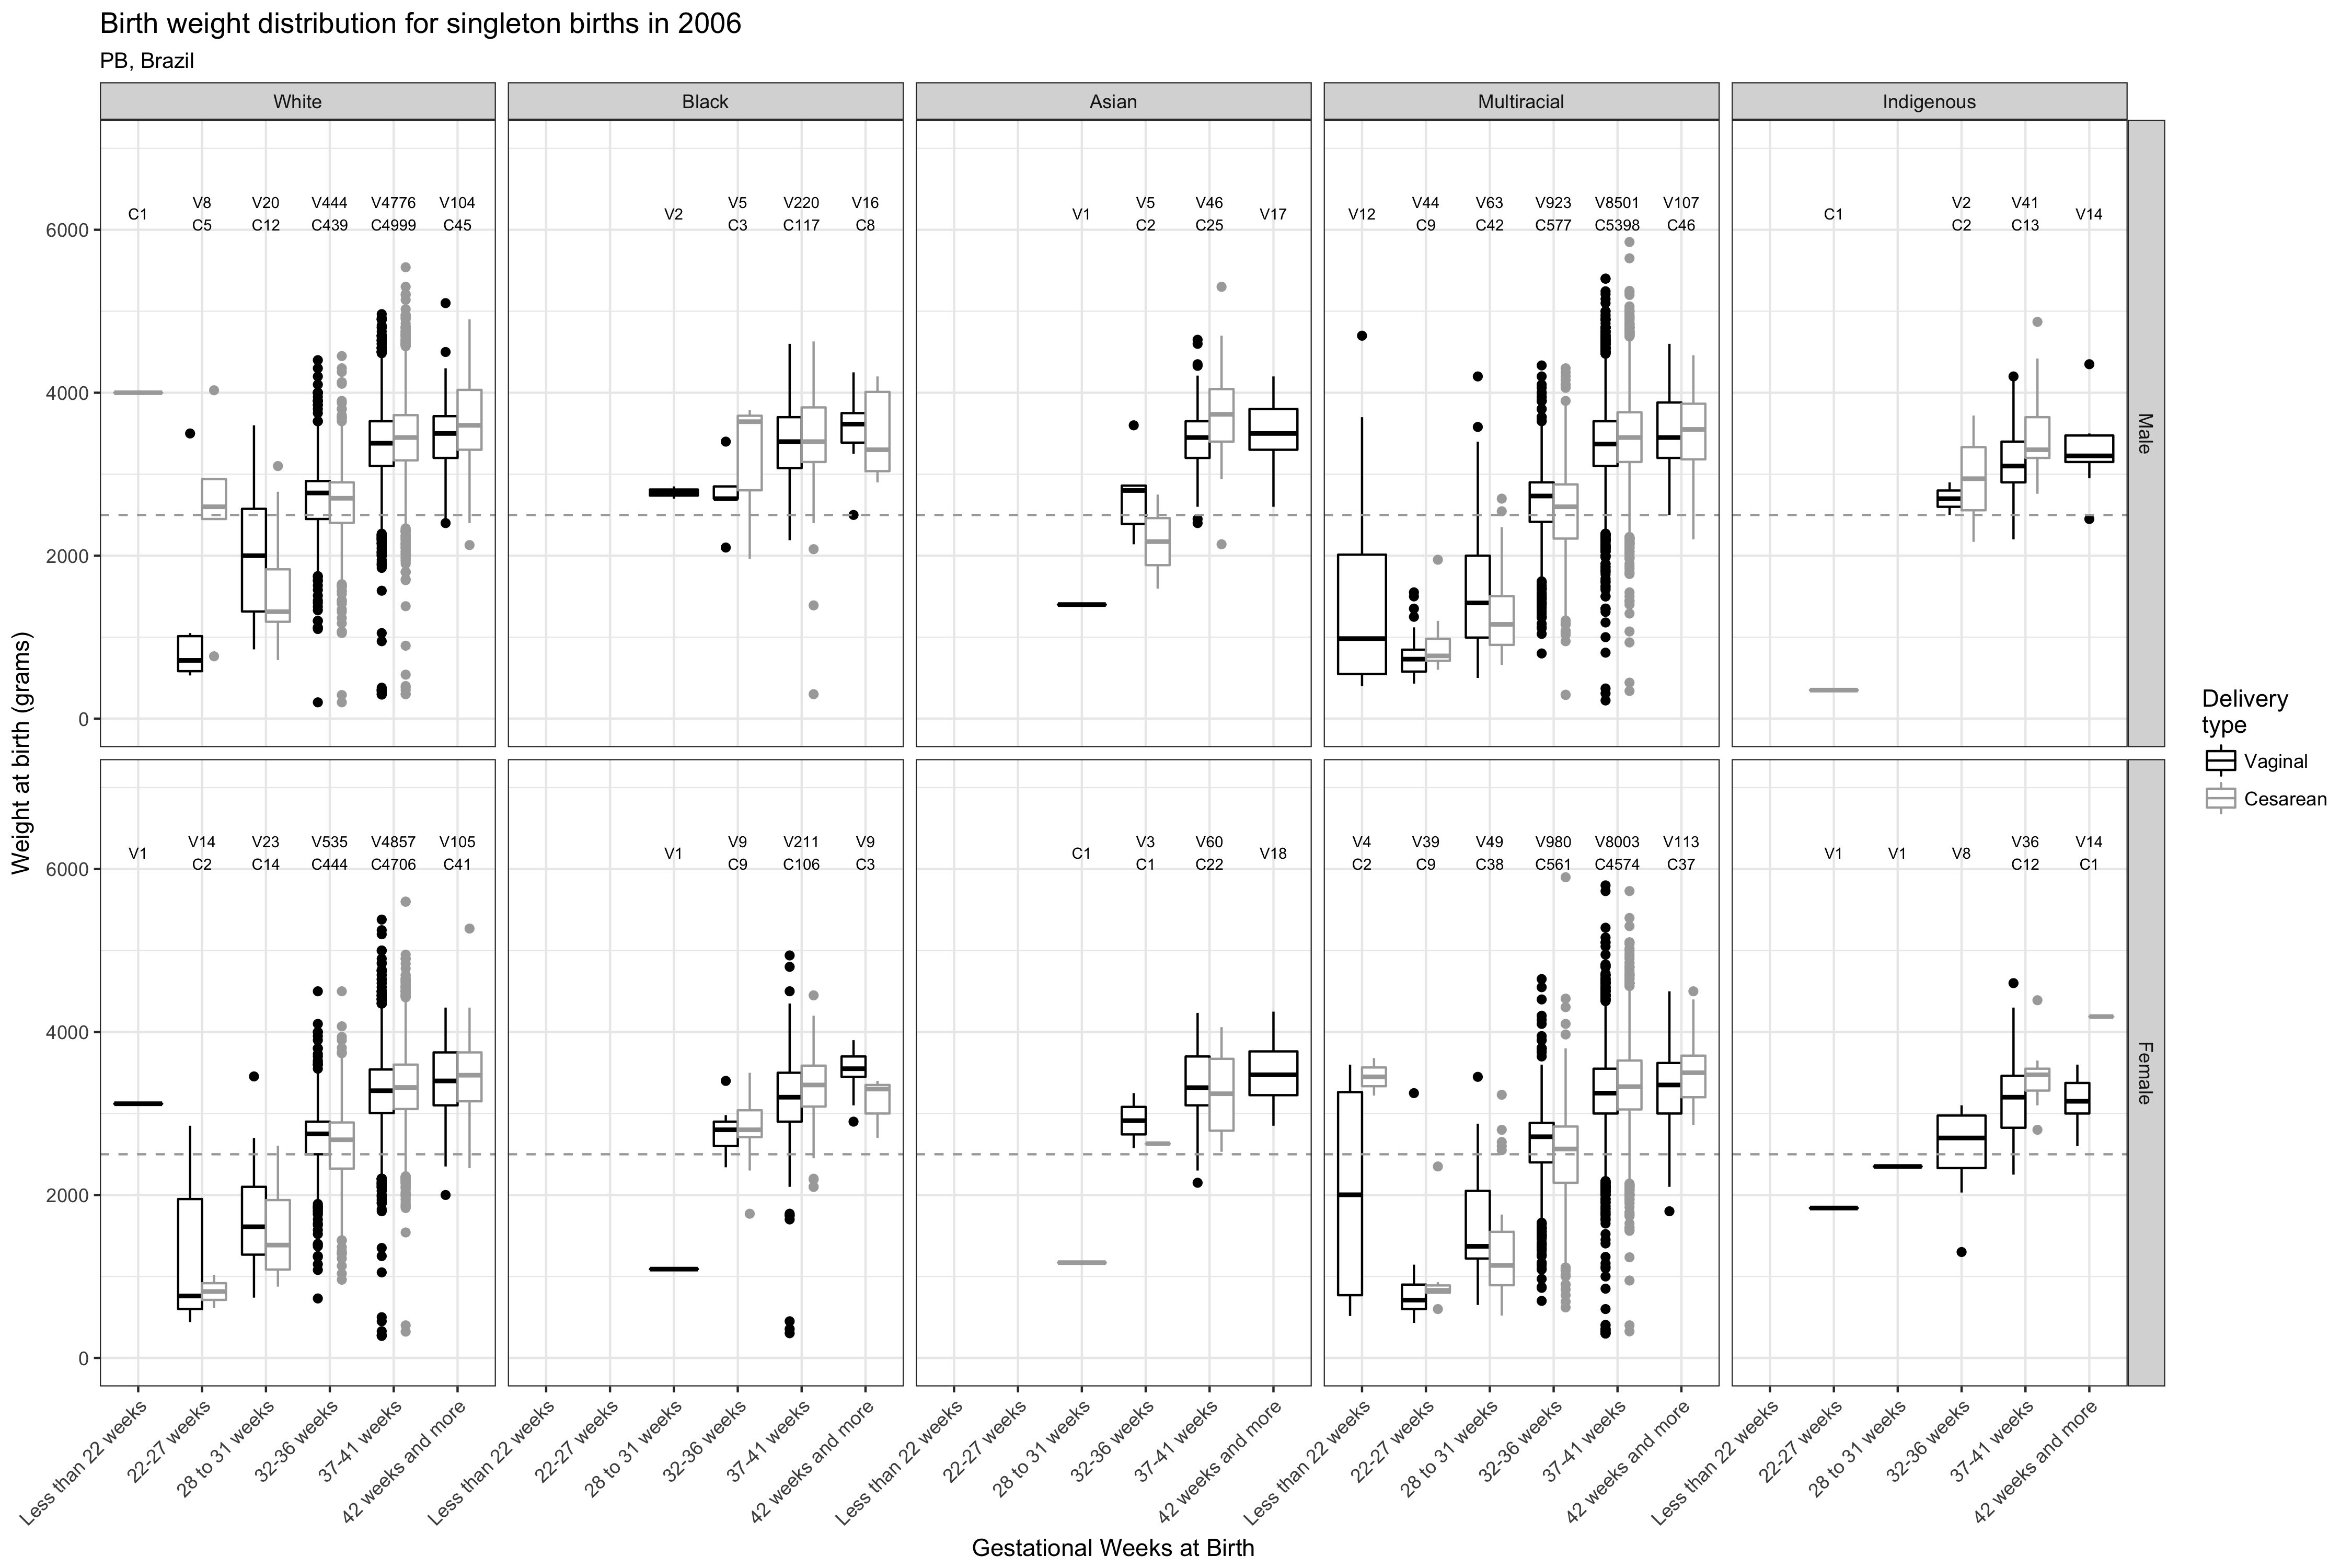 Birth weight distribution for singleton births in 2006
PB, Brazil
White Black Asian Multiracial Indigenous
V8 V20 V444 V4776 V104 V5 V220 V16 V5 V46 V44 V63 V923 V8501 V107 V2 V41
C1 V2 V1 V17 V12 C1 V14
C5 C12 C439 C4999 C45 C3 C117 C8 C2 C25 C9 C42 C577 C5398 C46 C2 C13
6000
4000
2000
0
Male
V14 V23 V535 V4857 V105 V9 V211 V9 V3 V60 V4 V39 V49 V980 V8003 V113 V36 V14
V1 V1 C1 V18 V1 V1 V8
C2 C14 C444 C4706 C41 C9 C106 C3 C1 C22 C2 C9 C38 C561 C4574 C37 C12 C1
6000
4000
2000
0
Female
Weight at birth (grams)
Less than 22 weeks
22-27 weeks
28 to 31 weeks
32-36 weeks
37-41 weeks
42 weeks and more
Less than 22 weeks
22-27 weeks
28 to 31 weeks
32-36 weeks
37-41 weeks
42 weeks and more
Less than 22 weeks
22-27 weeks
28 to 31 weeks
32-36 weeks
37-41 weeks
42 weeks and more
Less than 22 weeks
22-27 weeks
28 to 31 weeks
32-36 weeks
37-41 weeks
42 weeks and more
Less than 22 weeks
22-27 weeks
28 to 31 weeks
32-36 weeks
37-41 weeks
42 weeks and more
Gestational Weeks at Birth
Delivery
type
Vaginal
Cesarean